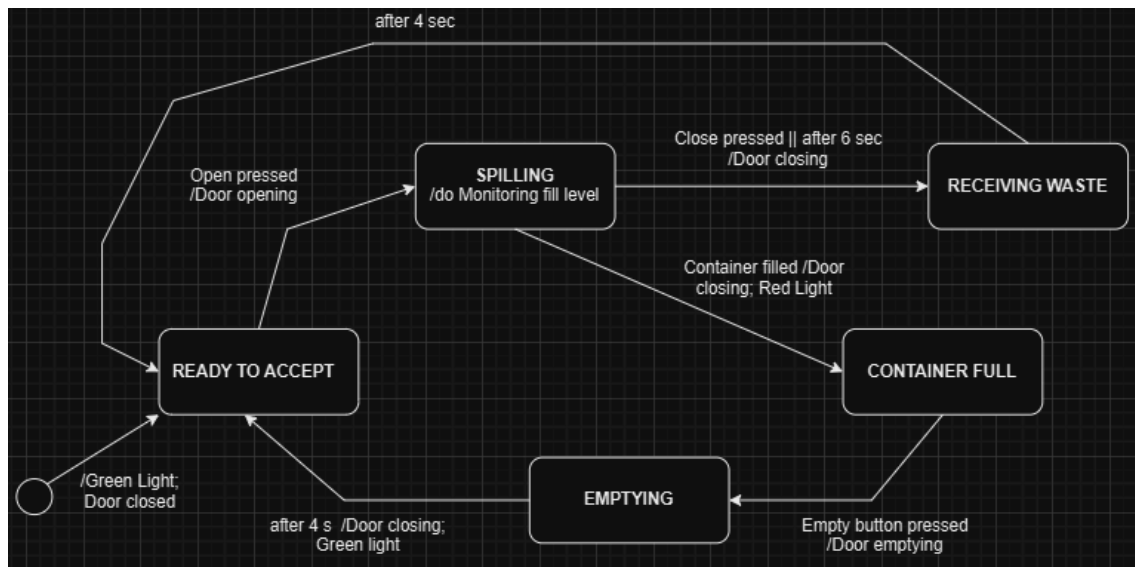 after 4 sec
Close pressed || after 6 sec
/Door closing
Open pressed
/Door opening
SPILLING
/do Monitoring fill level
RECEIVING WASTE
Container filled /Door
closing; Red Light
READY TO ACCEPT
CONTAINER FULL
/Green Light;
Door closed
EMPTYING
after 4 s  /Door closing;
Green light
Empty button pressed
/Door emptying